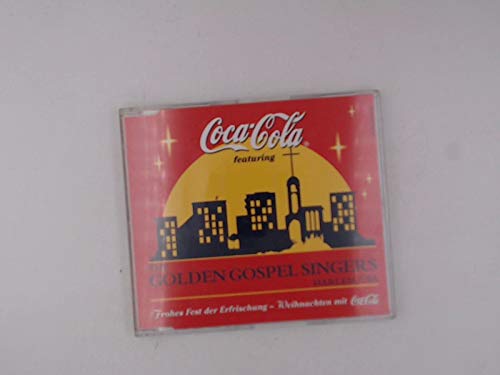 Coca-Cola
featuring
GOLDEN GOSPEL SINGERS
Frohes Fest der Erfrischung – Weihnachten mit Coca-Cola